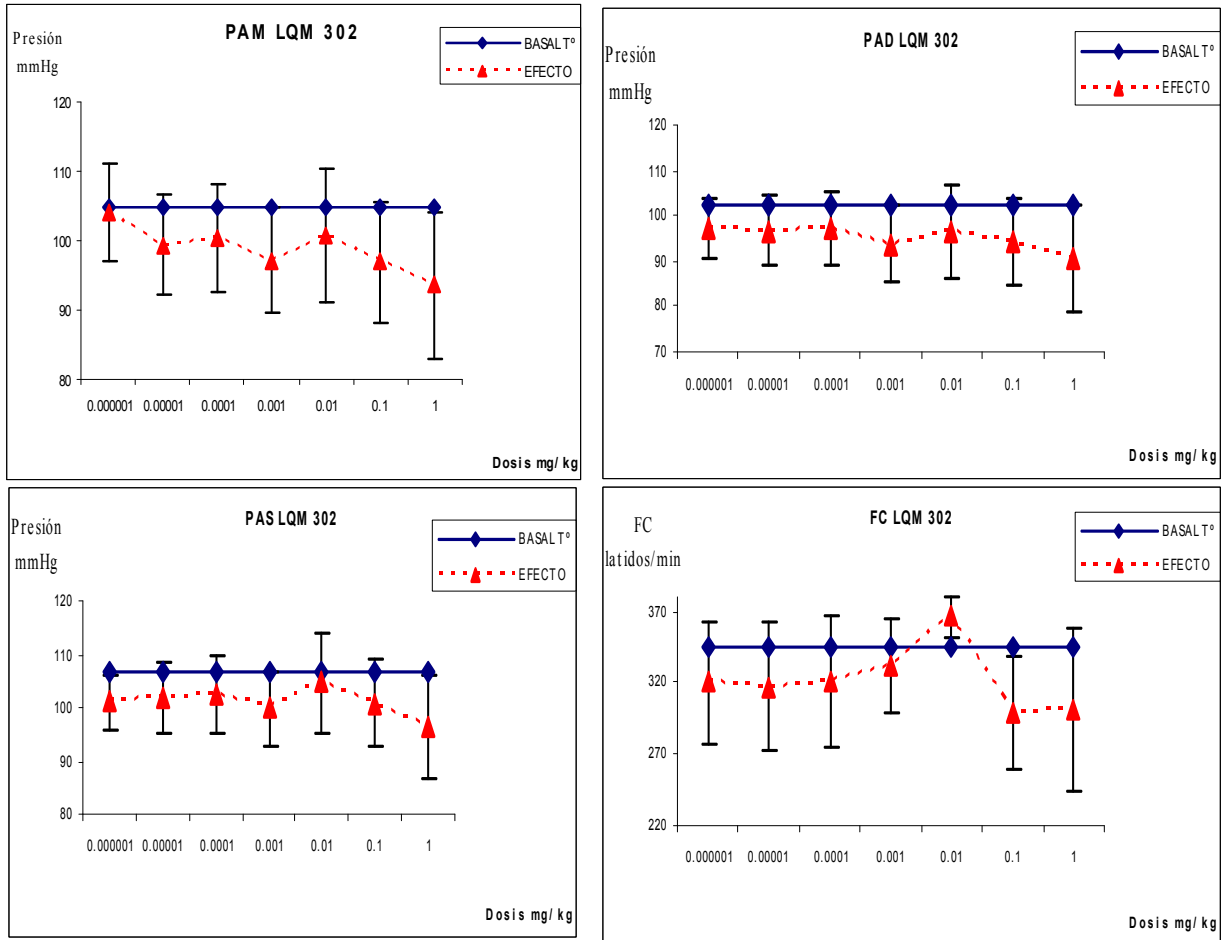 PAM LQM 302
Presión
mmHg
BASAL Tº
EFECTO
120
110
100
90
80
0.000001 0.00001 0.0001 0.001 0.01 0.1 1
Dosis mg/kg
PAD LQM 302
Presión
mmHg
BASAL Tº
EFECTO
120
110
100
90
80
70
0.000001 0.00001 0.0001 0.001 0.01 0.1 1
Dosis mg/kg
PAS LQM 302
Presión
mmHg
BASAL Tº
EFECTO
120
110
100
90
80
0.000001 0.00001 0.0001 0.001 0.01 0.1 1
Dosis mg/kg
FC LQM 302
FC
latidos/min
BASAL Tº
EFECTO
370
320
270
220
0.000001 0.00001 0.0001 0.001 0.01 0.1 1
Dosis mg/kg